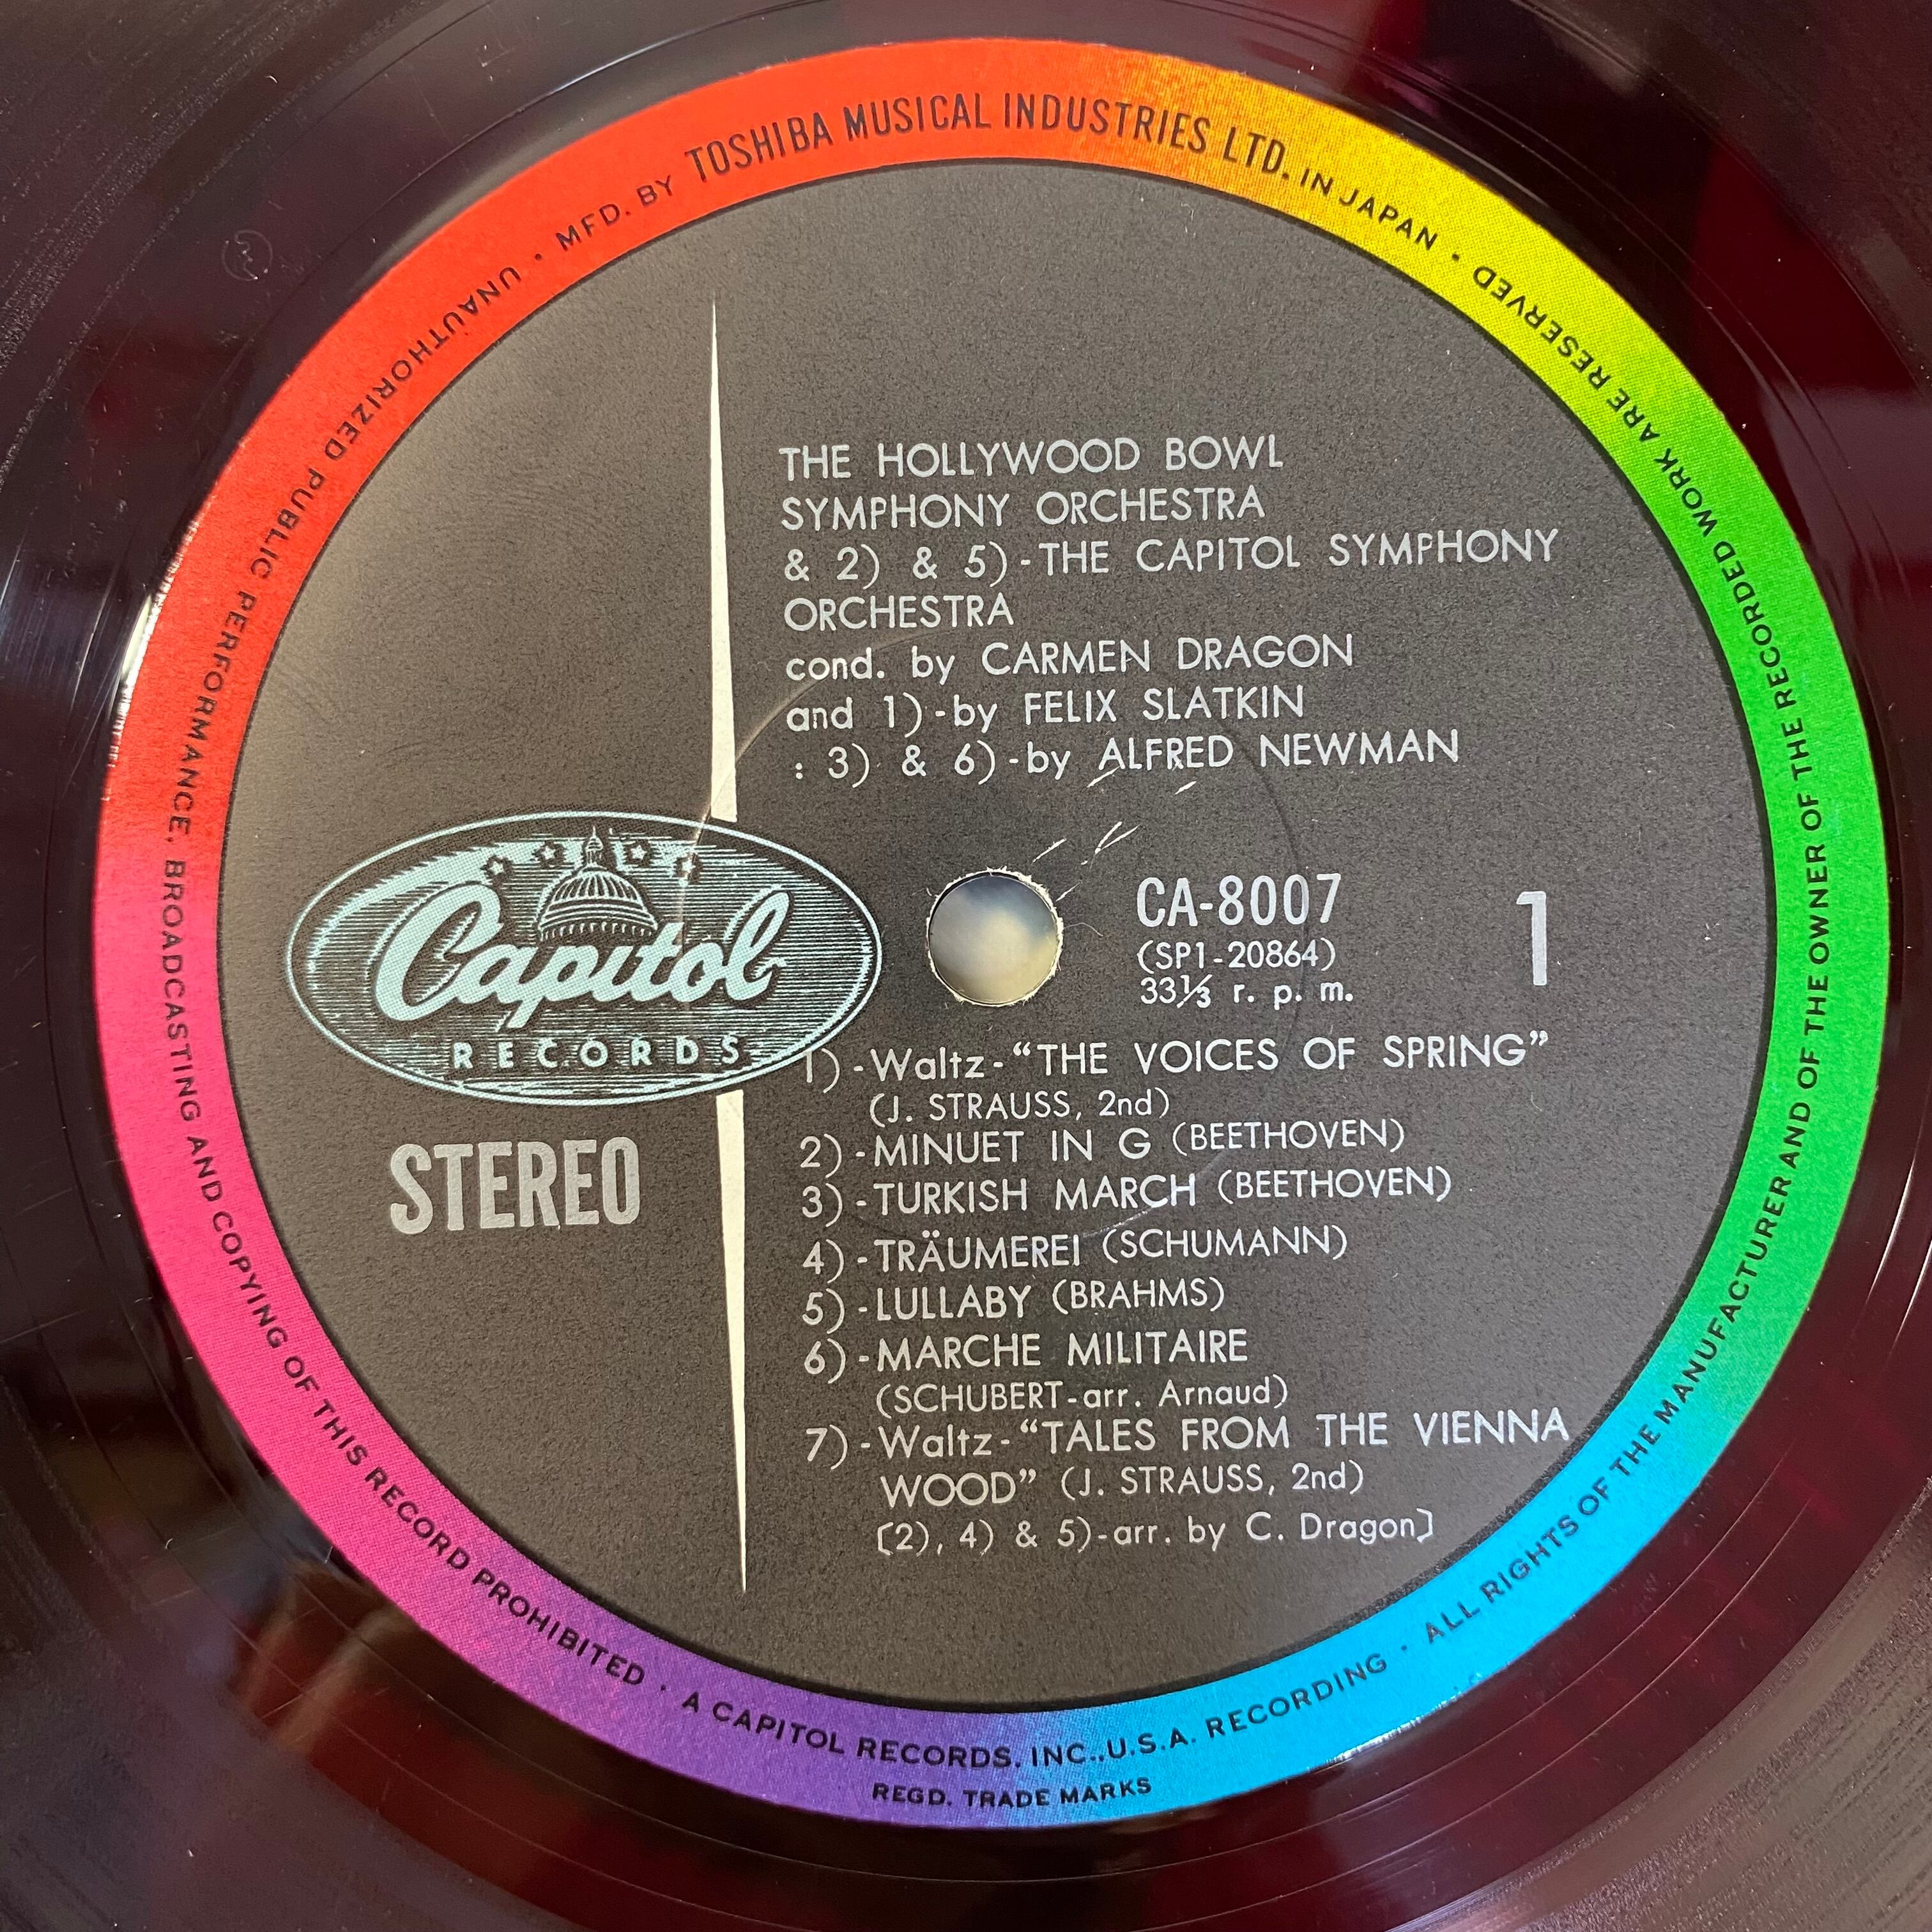 MFD. BY TOSHIBA MUSICAL INDUSTRIES LTD. IN JAPAN ·
THE HOLLYWOOD BOWL
SYMPHONY ORCHESTRA
& 2) & 5)-THE CAPITOL SYMPHONY
ORCHESTRA
cond. by CARMEN DRAGON
and 1)-by FELIX SLATKIN
: 3) & 6)-by ALFRED NEWMAN
Capitol
RECORDS
STEREO
CA-8007
(SP1-20864)
33⅓ r. p. m.
1
1)-Waltz-“THE VOICES OF SPRING”
(J. STRAUSS, 2nd)
2)-MINUET IN G (BEETHOVEN)
3)-TURKISH MARCH (BEETHOVEN)
4)-TRÄUMEREI (SCHUMANN)
5)-LULLABY (BRAHMS)
6)-MARCHE MILITAIRE
(SCHUBERT-arr. Arnaud)
7)-Waltz-“TALES FROM THE VIENNA
WOOD” (J. STRAUSS, 2nd)
[2), 4) & 5)-arr. by C. Dragon]
UNAUTHORIZED PUBLIC PERFORMANCE, BROADCASTING AND COPYING OF THIS RECORD PROHIBITED · A CAPITOL RECORDS, INC., U.S.A. RECORDING · ALL RIGHTS OF THE MANUFACTURER AND OF THE OWNER OF THE RECORDED WORK ARE RESERVED
REGD. TRADE MARKS